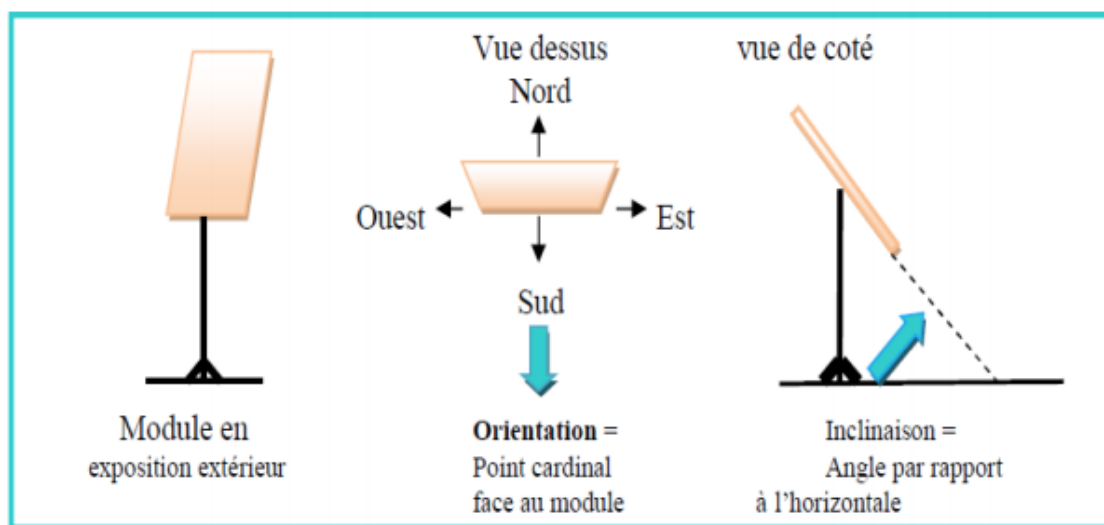 Vue dessus
vue de coté
Nord
Ouest
Est
Sud
Module en
exposition extérieur
Orientation =
Point cardinal
face au module
Inclinaison =
Angle par rapport
à l’horizontale